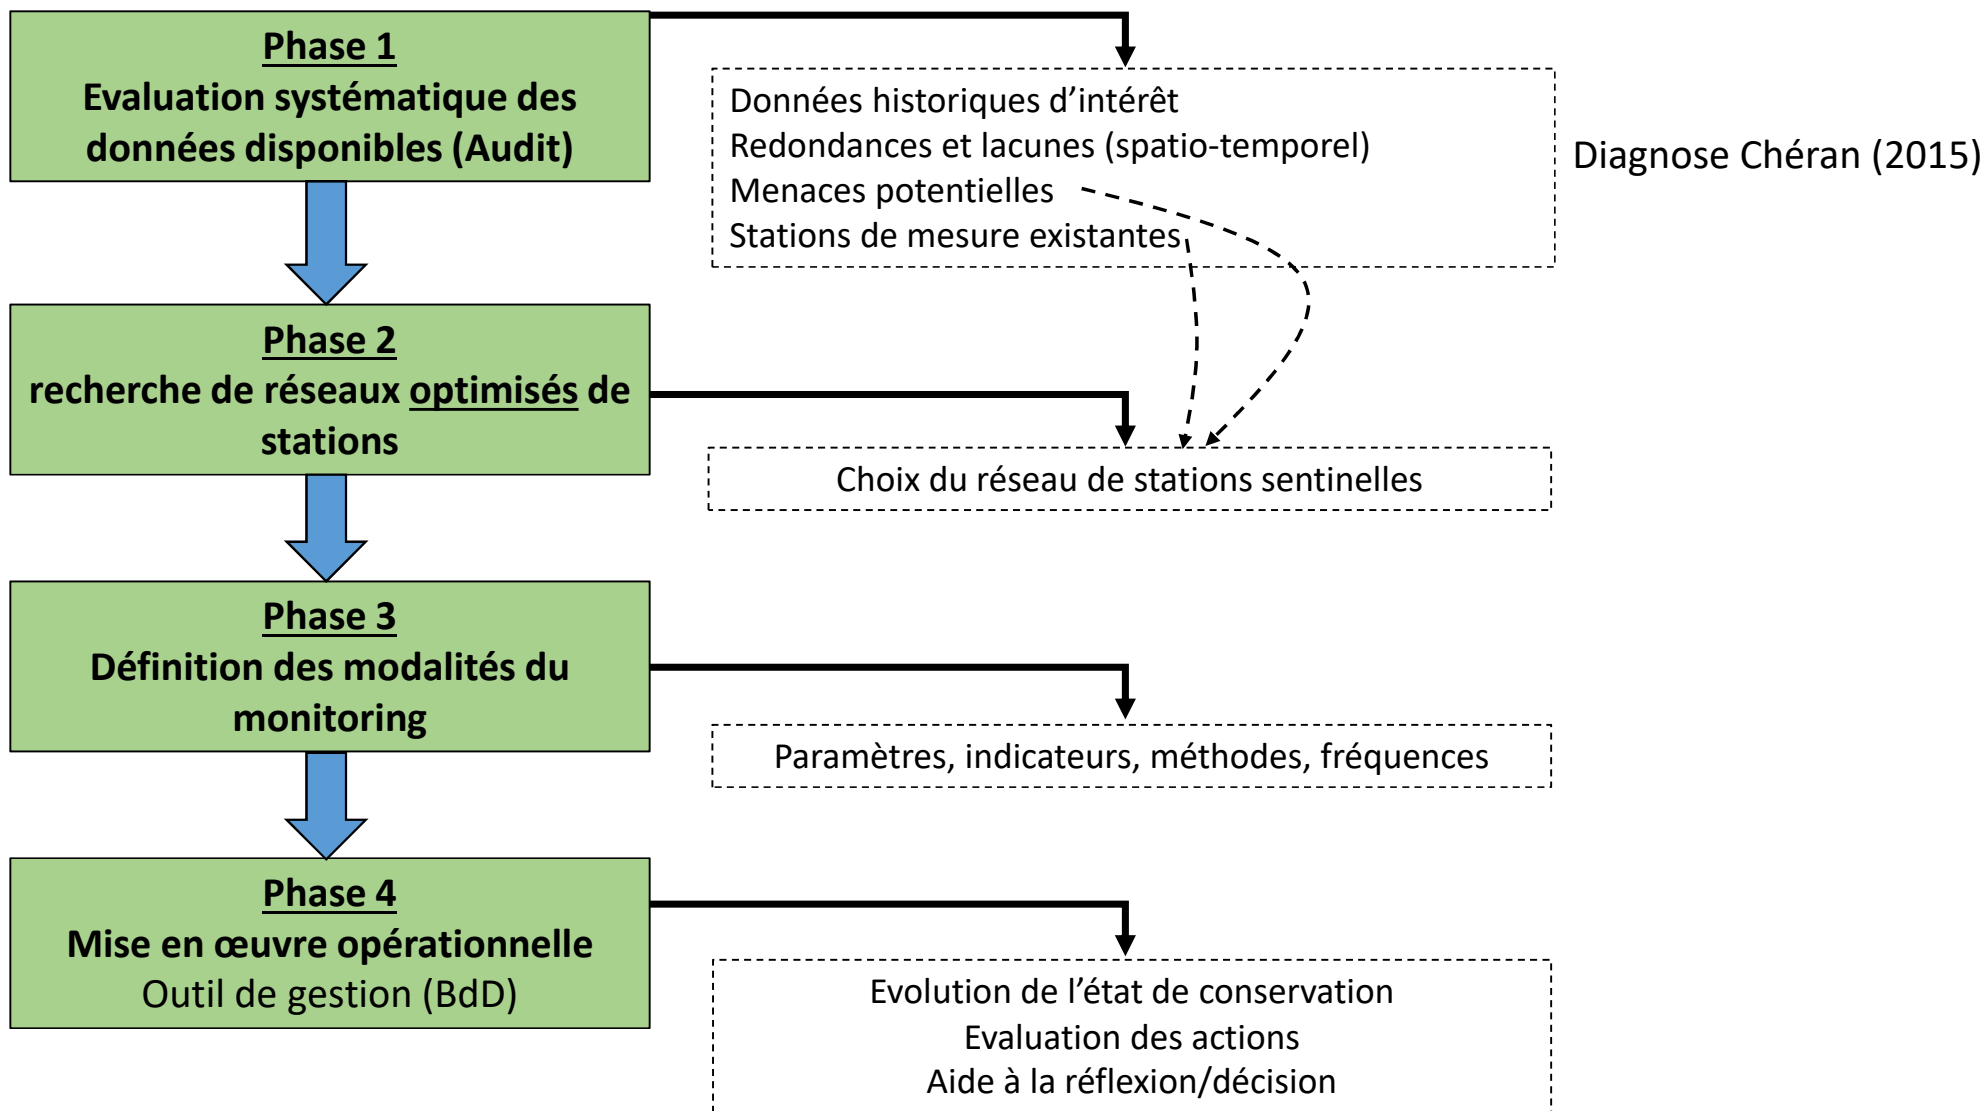 Phase 1
Evaluation systématique des
données disponibles (Audit)
Données historiques d’intérêt
Redondances et lacunes (spatio-temporel)
Menaces potentielles
Stations de mesure existantes
Diagnose Chéran (2015)
Phase 2
recherche de réseaux optimisés de
stations
Choix du réseau de stations sentinelles
Phase 3
Définition des modalités du
monitoring
Paramètres, indicateurs, méthodes, fréquences
Phase 4
Mise en œuvre opérationnelle
Outil de gestion (BdD)
Evolution de l’état de conservation
Evaluation des actions
Aide à la réflexion/décision